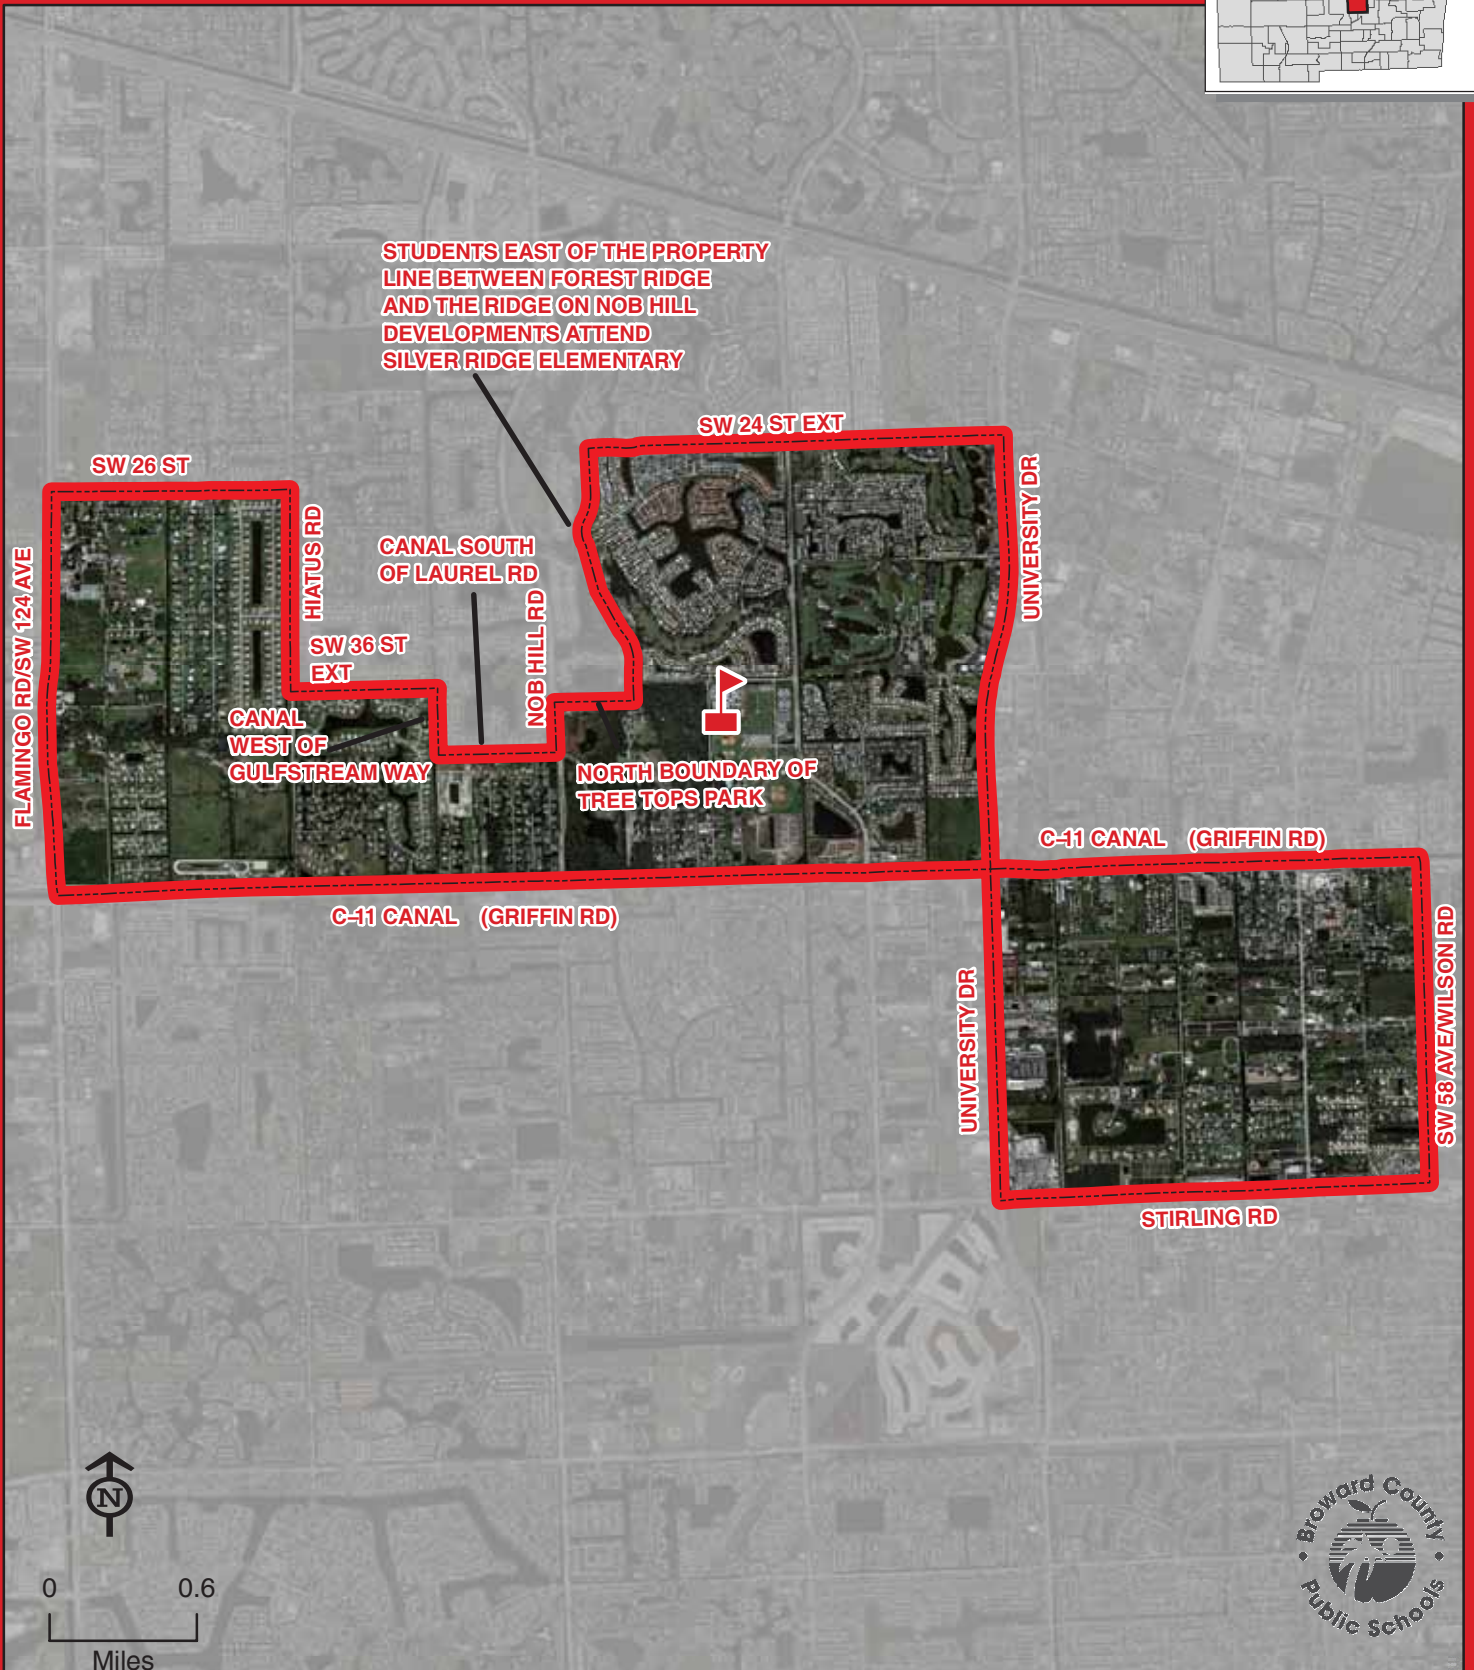 STUDENTS EAST OF THE PROPERTY
LINE BETWEEN FOREST RIDGE
AND THE RIDGE ON NOB HILL
DEVELOPMENTS ATTEND
SILVER RIDGE ELEMENTARY
SW 24 ST EXT
SW 26 ST
UNIVERSITY DR
HIATUS RD
CANAL SOUTH
OF LAUREL RD
FLAMINGO RD/SW 124 AVE
NOB HILL RD
SW 36 ST
EXT
CANAL
WEST OF
GULFSTREAM WAY
NORTH BOUNDARY OF
TREE TOPS PARK
C-11 CANAL (GRIFFIN RD)
C-11 CANAL (GRIFFIN RD)
UNIVERSITY DR
SW 58 AVE/WILSON RD
STIRLING RD
N
0 0.6
Miles
Broward County
Public Schools